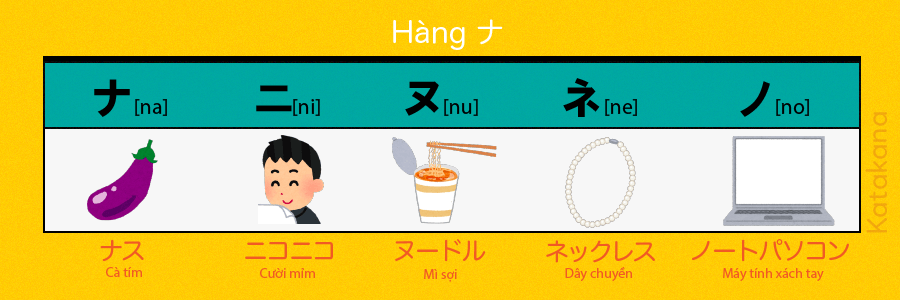 Hàng ナ
ナ[na] ニ[ni] ヌ[nu] ネ[ne] ノ[no]
ナス ニコニコ ヌードル ネックレス ノートパソコン
Cà tím Cười mỉm Mì sợi Dây chuyền Máy tính xách tay
Katakana